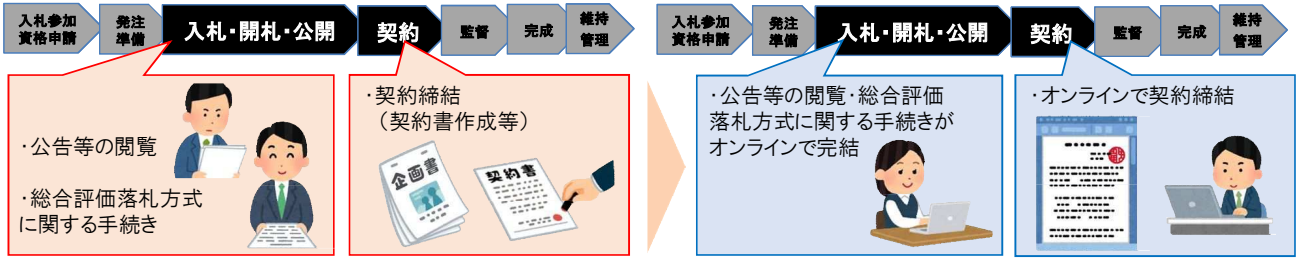 入札参加
資格申請
発注
準備
入札・開札・公開
契約
監督
完成
維持
管理
・公告等の閲覧
・総合評価落札方式
に関する手続き
・契約締結
（契約書作成等）
企画書
契約書
入札参加
資格申請
発注
準備
入札・開札・公開
契約
監督
完成
維持
管理
・公告等の閲覧・総合評価
落札方式に関する手続きが
オンラインで完結
・オンラインで契約締結